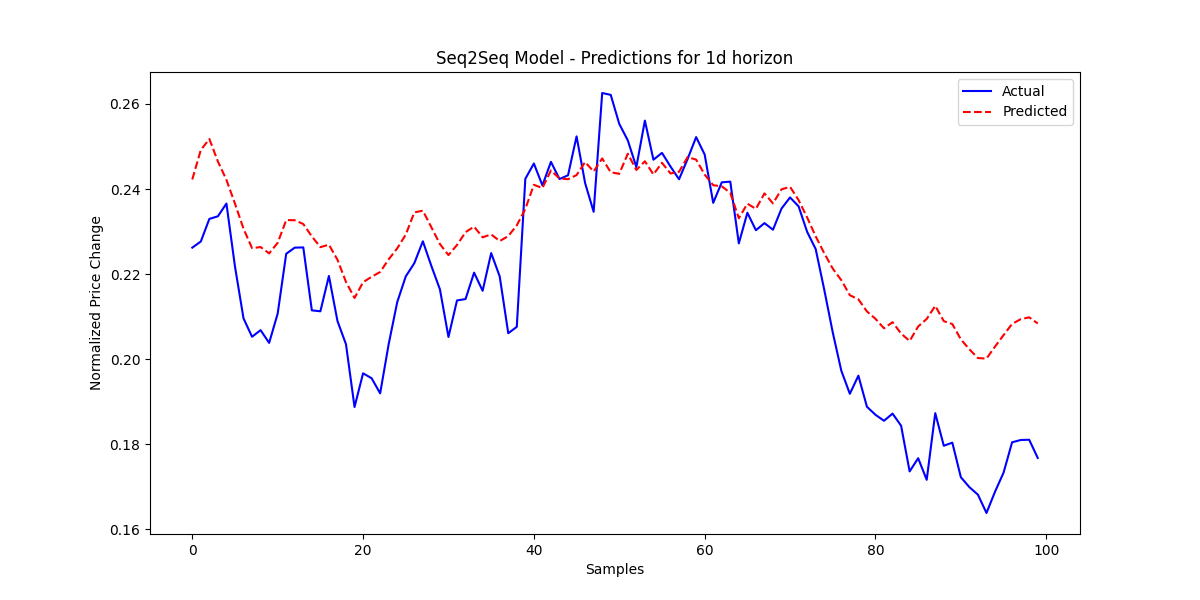 Seq2Seq Model - Predictions for 1d horizon
Actual
Predicted
Normalized Price Change
0.26
0.24
0.22
0.20
0.18
0.16
0 20 40 60 80 100
Samples